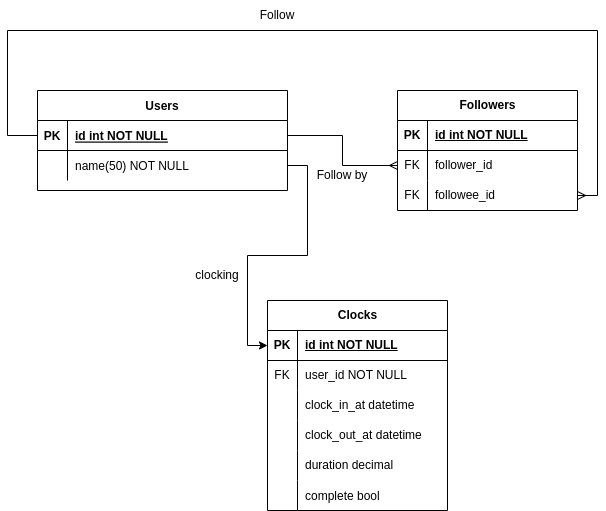 Follow
Users
PK id int NOT NULL
name(50) NOT NULL
Followers
PK id int NOT NULL
FK follower_id
FK followee_id
Follow by
clocking
Clocks
PK id int NOT NULL
FK user_id NOT NULL
clock_in_at datetime
clock_out_at datetime
duration decimal
complete bool